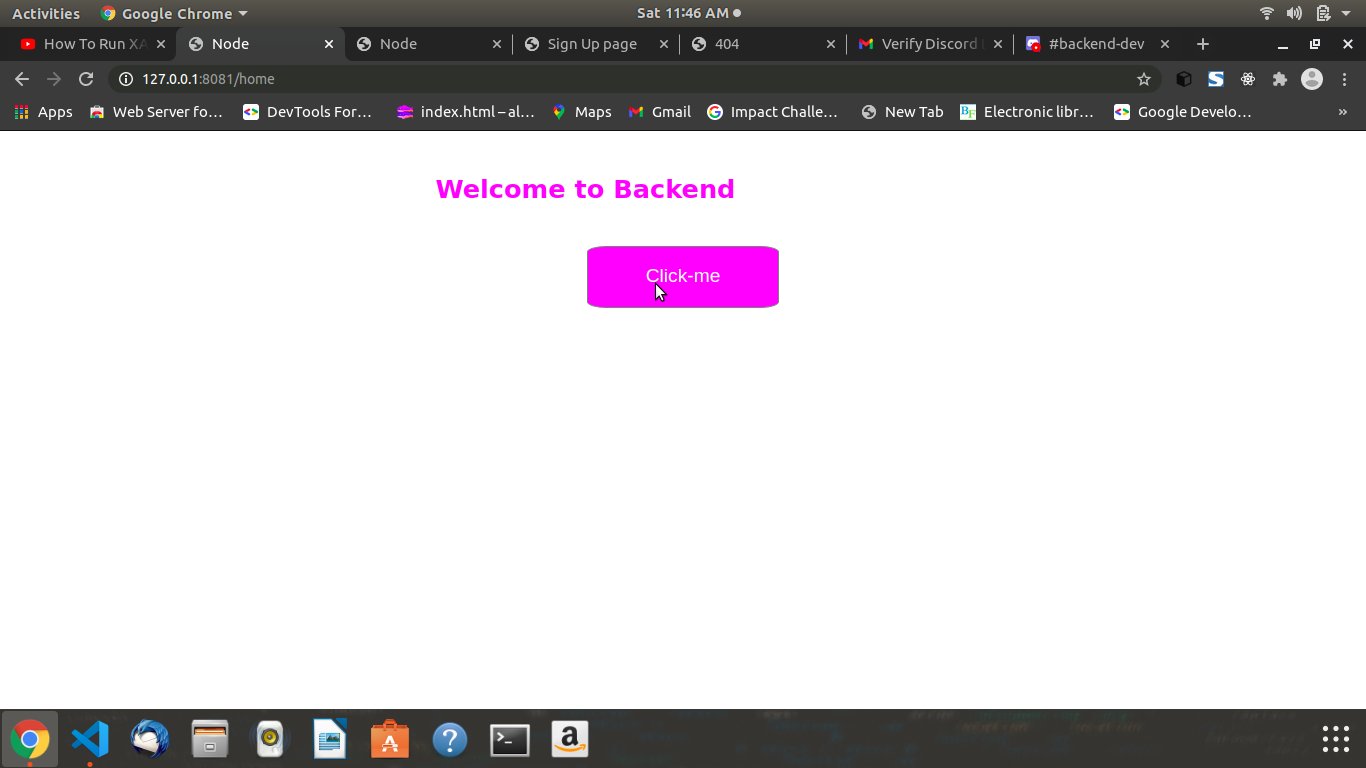 Activities Google Chrome Sat 11:46 AM
How To Run XA Node Node Sign Up page 404 Verify Discord #backend-dev
127.0.0.1:8081/home
Apps Web Server fo… DevTools For… index.html – al… Maps Gmail Impact Challe… New Tab Electronic libr… Google Develo… »
Welcome to Backend
Click-me